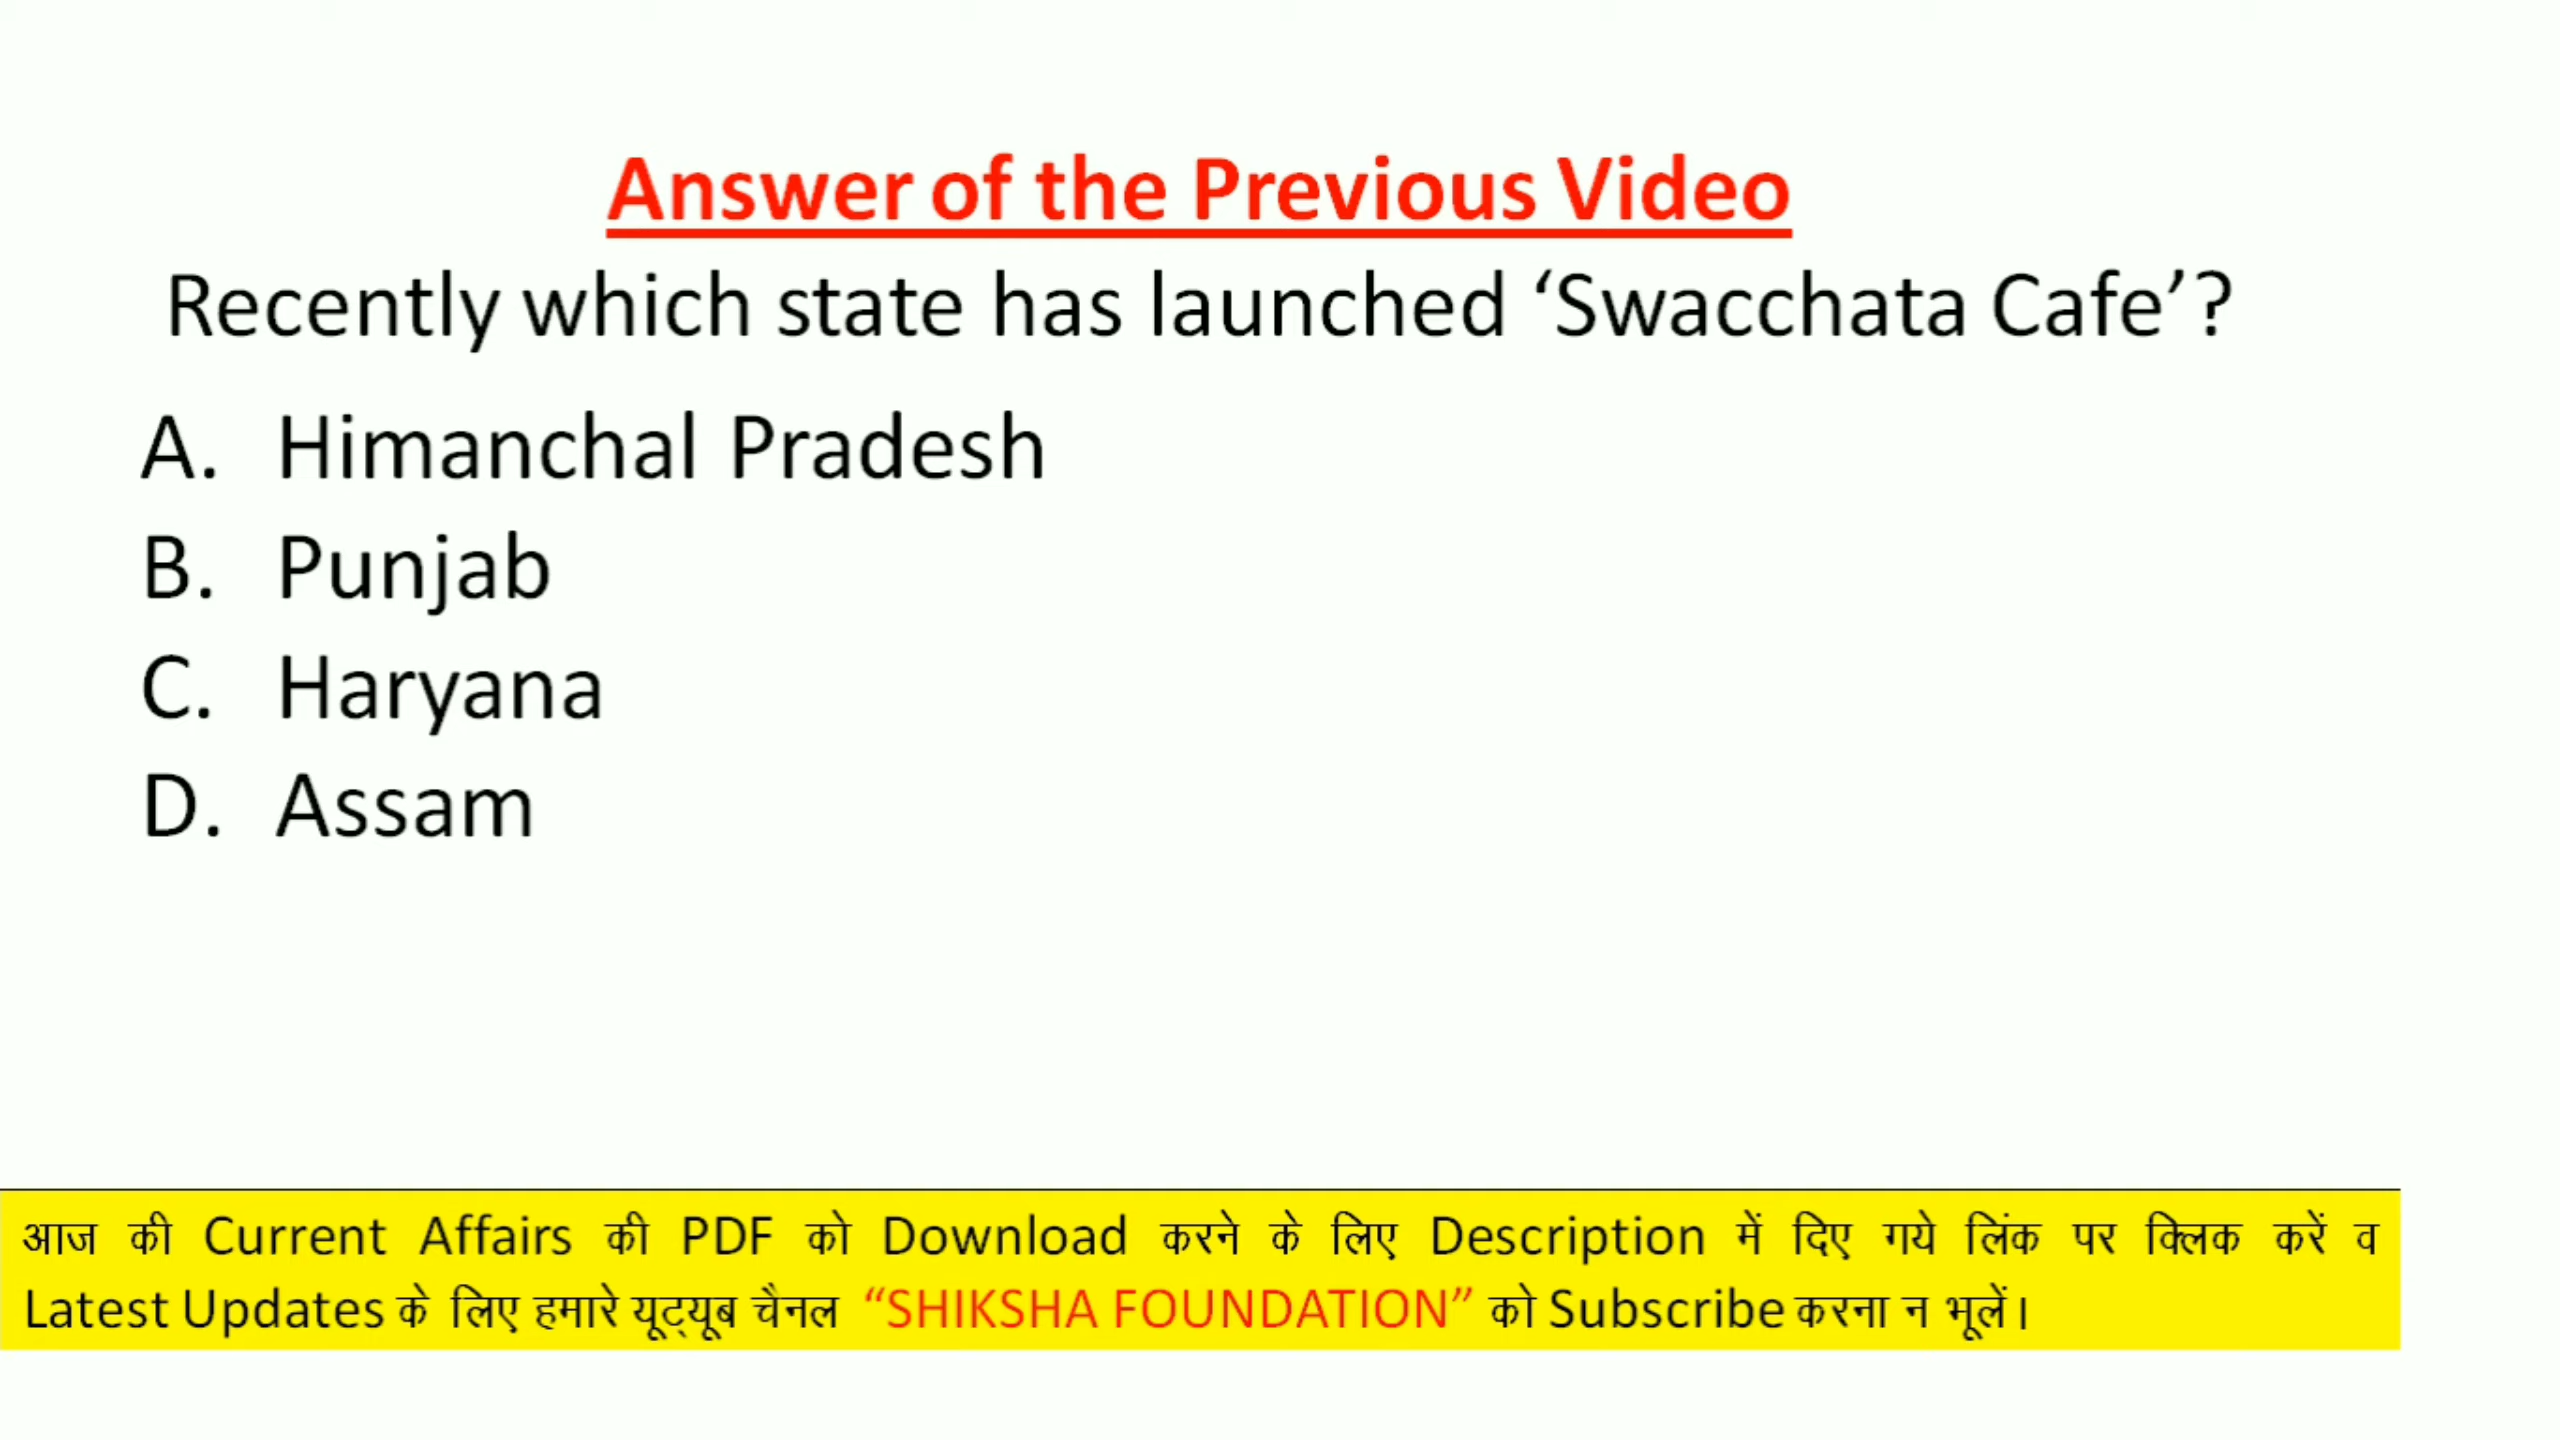 Answer of the Previous Video
Recently which state has launched ‘Swacchata Cafe’?
A. Himanchal Pradesh
B. Punjab
C. Haryana
D. Assam
आज की Current Affairs की PDF को Download करने के लिए Description में दिए गये लिंक पर क्लिक करें व
Latest Updates के लिए हमारे यूट्यूब चैनल “SHIKSHA FOUNDATION” को Subscribe करना न भूलें।